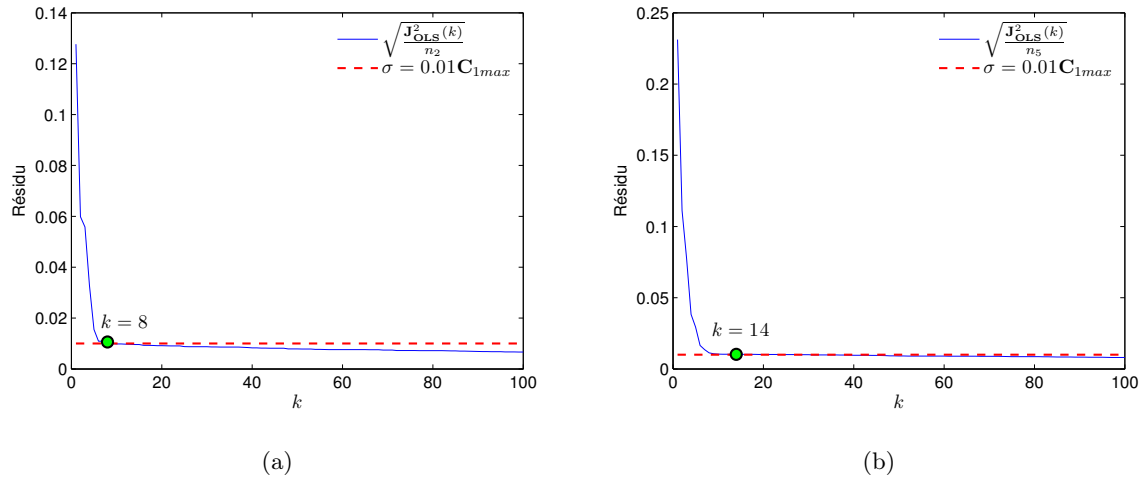 0.14
0.12
0.1
0.08
0.06
0.04
0.02
0
Résidu
0 20 40 60 80 100
k
√(J²_OLS(k) / n₂)
σ = 0.01C₁ₘₐₓ
k = 8
(a)
0.25
0.2
0.15
0.1
0.05
0
Résidu
0 20 40 60 80 100
k
√(J²_OLS(k) / n₅)
σ = 0.01C₁ₘₐₓ
k = 14
(b)